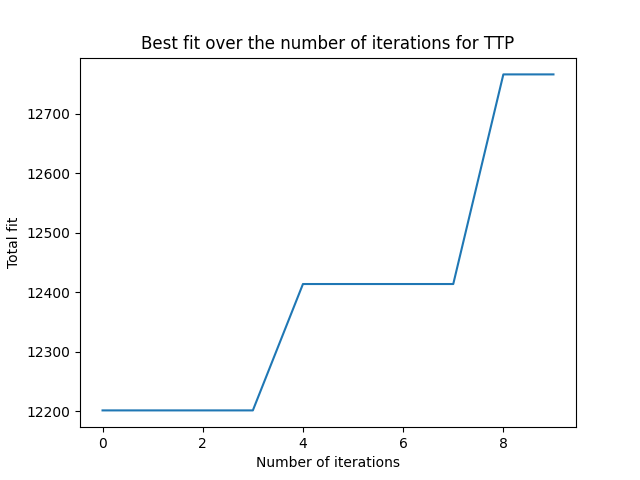 Best fit over the number of iterations for TTP
12700
12600
12500
12400
12300
12200
Total fit
0 2 4 6 8
Number of iterations